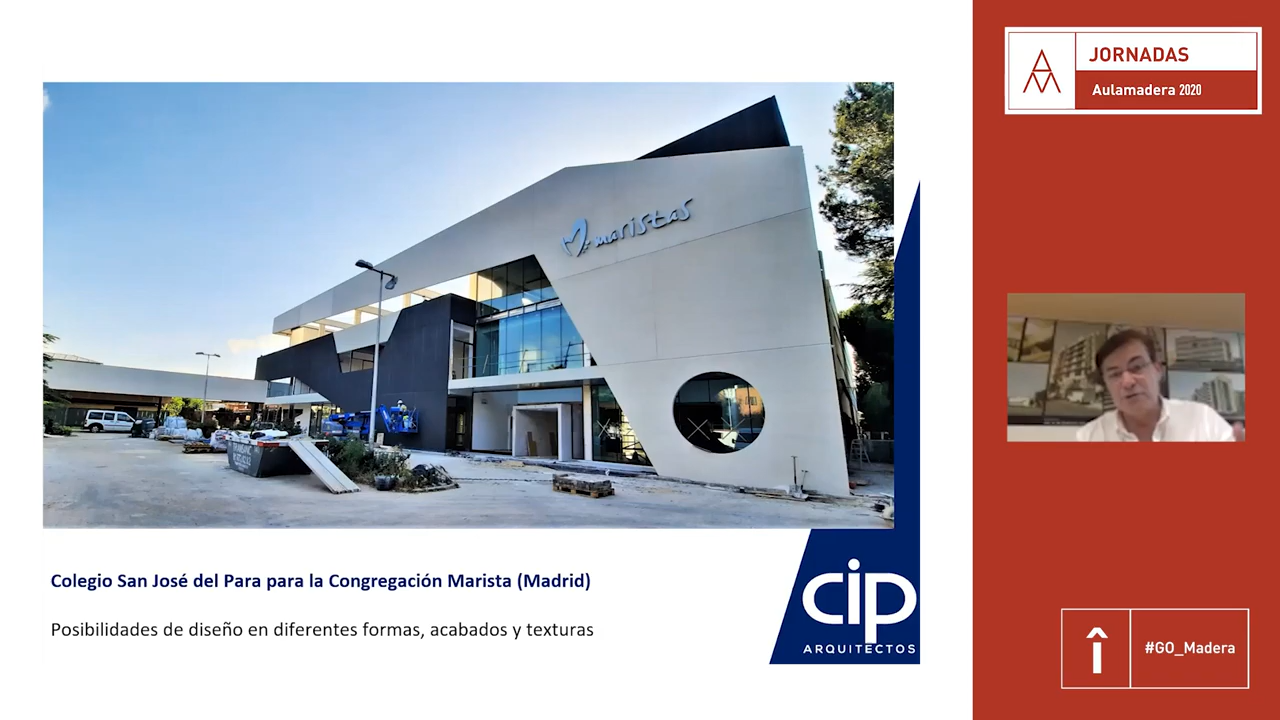 maristas
Colegio San José del Para para la Congregación Marista (Madrid)
Posibilidades de diseño en diferentes formas, acabados y texturas
cip
ARQUITECTOS
JORNADAS
Aulamadera 2020
#GO_Madera